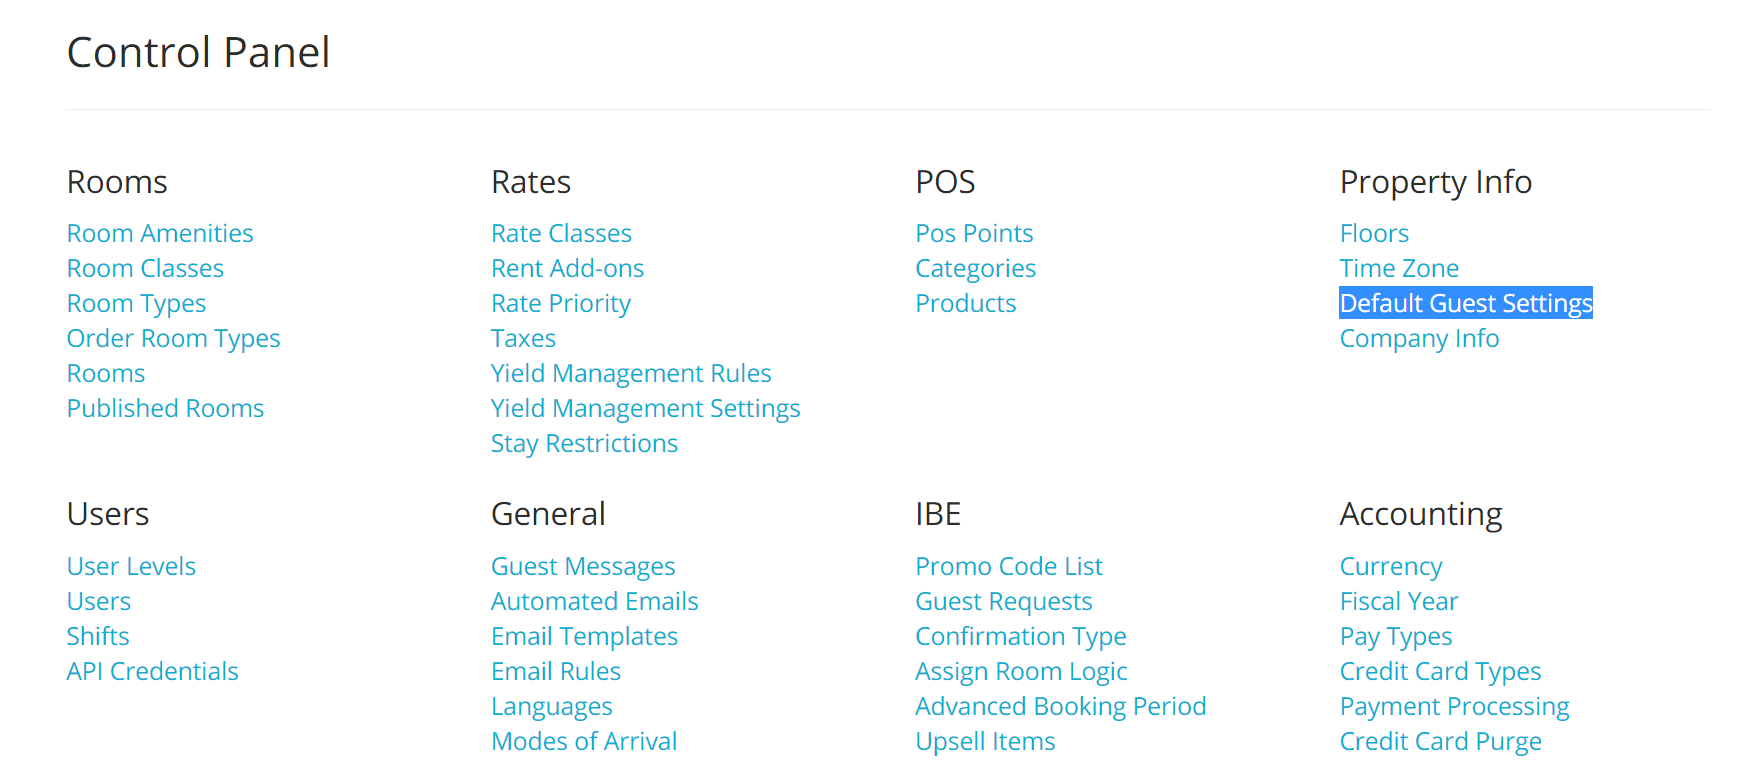 Control Panel
Rooms
Room Amenities
Room Classes
Room Types
Order Room Types
Rooms
Published Rooms
Rates
Rate Classes
Rent Add-ons
Rate Priority
Taxes
Yield Management Rules
Yield Management Settings
Stay Restrictions
POS
Pos Points
Categories
Products
Property Info
Floors
Time Zone
Default Guest Settings
Company Info
Users
User Levels
Users
Shifts
API Credentials
General
Guest Messages
Automated Emails
Email Templates
Email Rules
Languages
Modes of Arrival
IBE
Promo Code List
Guest Requests
Confirmation Type
Assign Room Logic
Advanced Booking Period
Upsell Items
Accounting
Currency
Fiscal Year
Pay Types
Credit Card Types
Payment Processing
Credit Card Purge